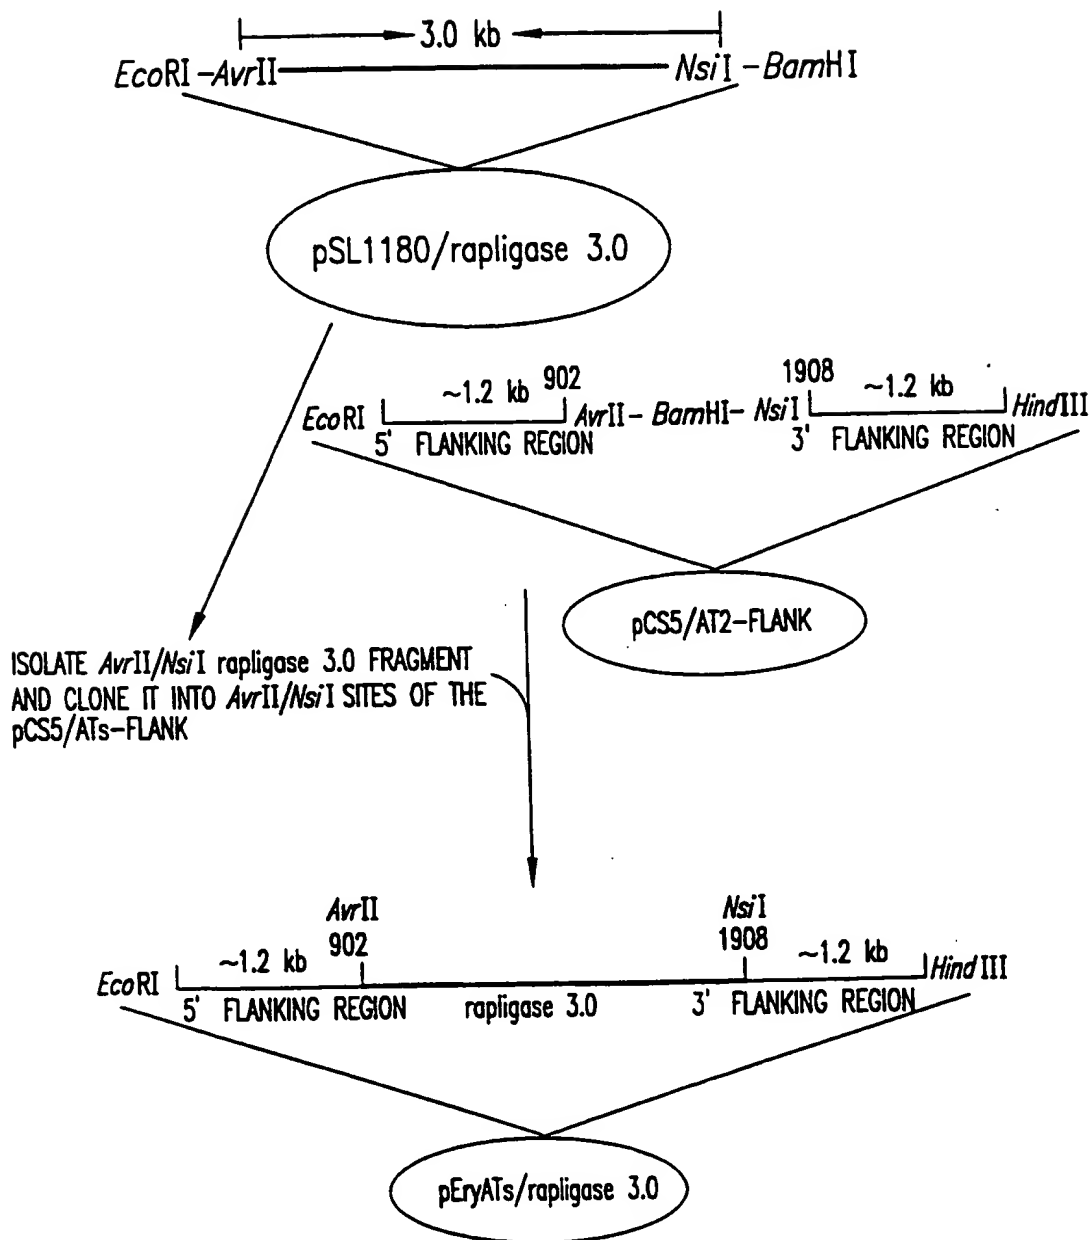 3.0 kb
EcoRI-AvrII NsiI-BamHI
pSL1180/rapligase 3.0
902 1908
~1.2 kb ~1.2 kb
EcoRI AvrII-BamHI-NsiI HindIII
5' FLANKING REGION 3' FLANKING REGION
pCS5/AT2-FLANK
ISOLATE AvrII/NsiI rapligase 3.0 FRAGMENT
AND CLONE IT INTO AvrII/NsiI SITES OF THE
pCS5/ATs-FLANK
AvrII NsiI
902 1908
~1.2 kb ~1.2 kb
EcoRI HindIII
5' FLANKING REGION rapligase 3.0 3' FLANKING REGION
pEryATs/rapligase 3.0